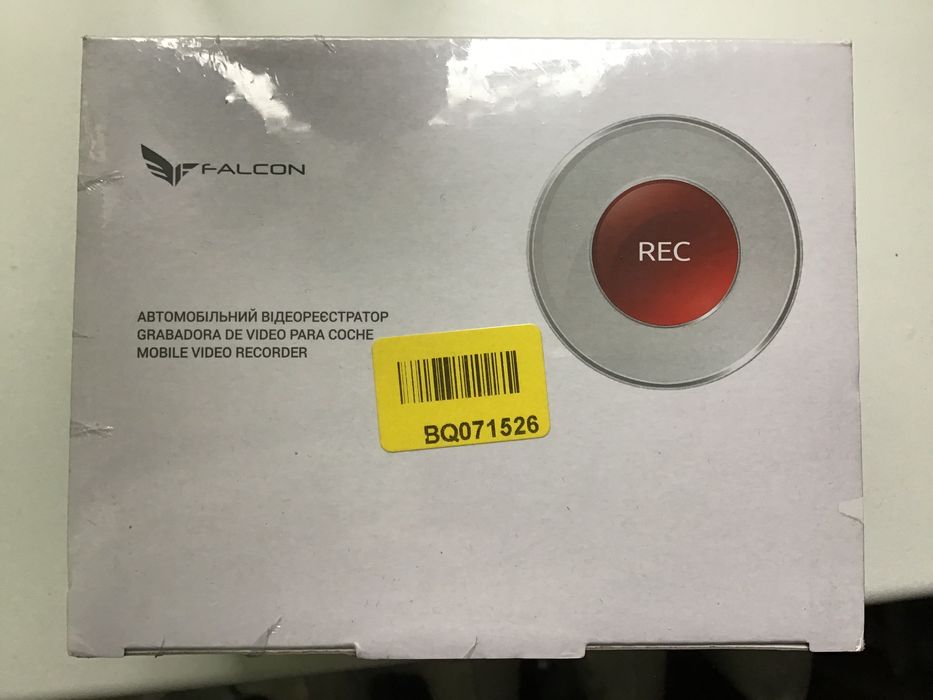 FALCON
REC
АВТОМОБІЛЬНИЙ ВІДЕОРЕЄСТРАТОР
GRABADORA DE VIDEO PARA COCHE
MOBILE VIDEO RECORDER
BQ071526